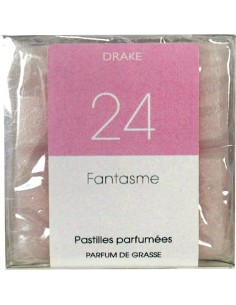 DRAKE
24
Fantasme
Pastilles parfumées
PARFUM DE GRASSE